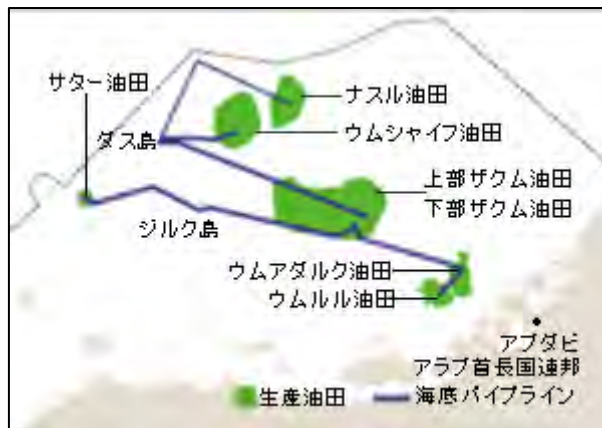 サター油田
ナスル油田
ウムシャイフ油田
ダス島
上部ザクム油田
下部ザクム油田
ジルク島
ウムアダルク油田
ウムルル油田
アブダビ
アラブ首長国連邦
生産油田
海底パイプライン